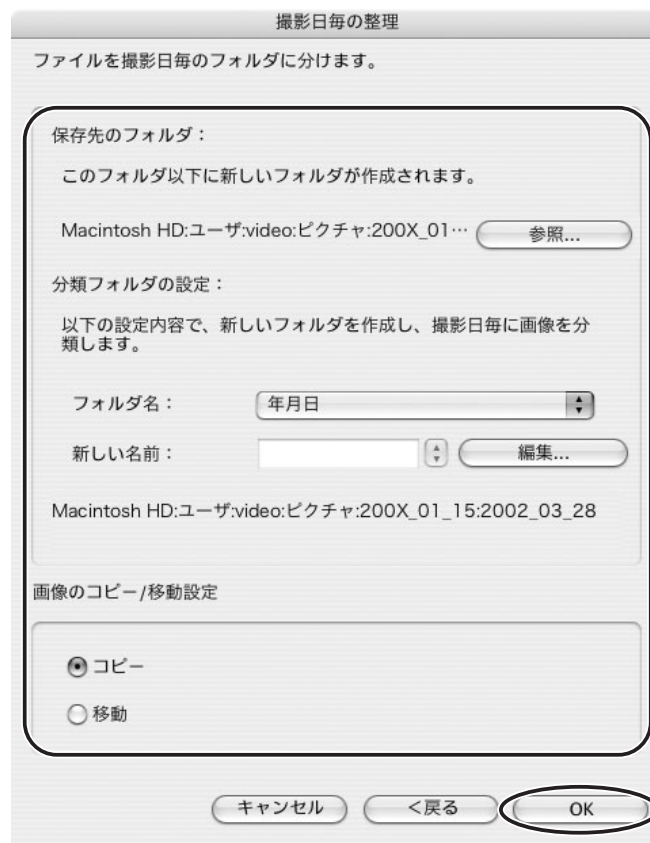 撮影日毎の整理
ファイルを撮影日毎のフォルダに分けます。
保存先のフォルダ：
このフォルダ以下に新しいフォルダが作成されます。
Macintosh HD:ユーザ:video:ピクチャ:200X_01… 参照...
分類フォルダの設定：
以下の設定内容で、新しいフォルダを作成し、撮影日毎に画像を分
類します。
フォルダ名： 年月日
新しい名前： 編集...
Macintosh HD:ユーザ:video:ピクチャ:200X_01_15:2002_03_28
画像のコピー/移動設定
コピー
移動
キャンセル <戻る OK